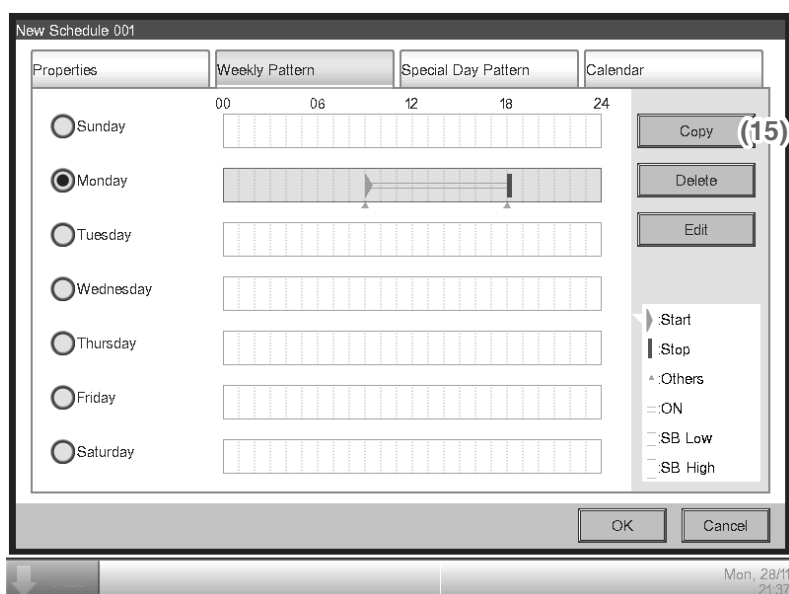 New Schedule 001
Properties Weekly Pattern Special Day Pattern Calendar
00 06 12 18 24
Sunday
Copy (15)
Monday
Delete
Tuesday
Edit
Wednesday
:Start
Thursday
:Stop
:Others
Friday
:ON
:SB Low
Saturday
:SB High
OK Cancel
Mon, 28/11
21:37